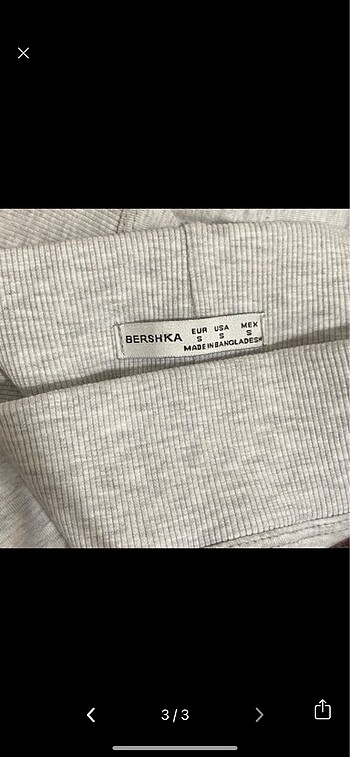 BERSHKA
EUR USA MEX
S S S
MADE IN BANGLADESH
3/3